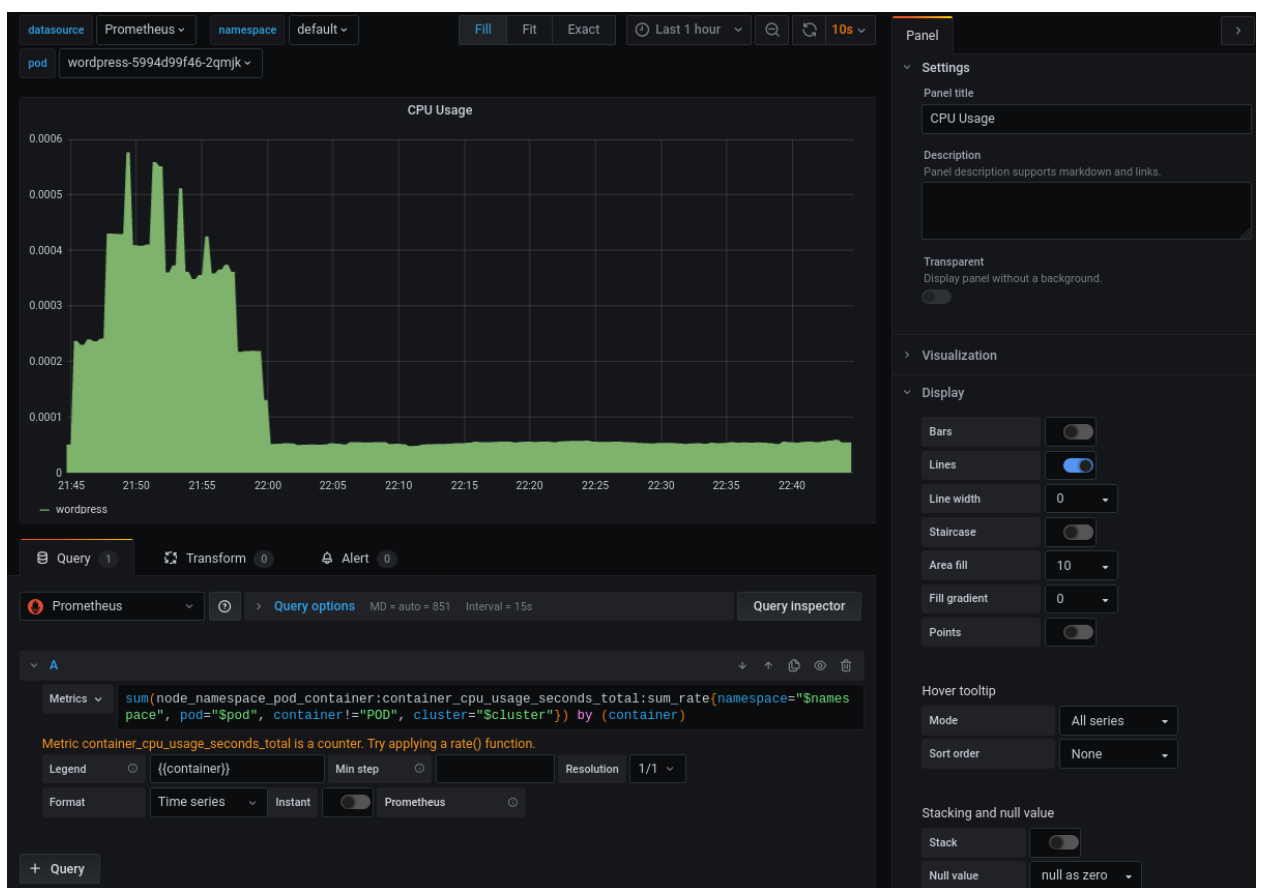 datasource Prometheus namespace default Fill Fit Exact Last 1 hour 10s
pod wordpress-5994d99f46-2qmjk
CPU Usage
0.0006
0.0005
0.0004
0.0003
0.0002
0.0001
0
21:45 21:50 21:55 22:00 22:05 22:10 22:15 22:20 22:25 22:30 22:35 22:40
wordpress
Query 1 Transform 0 Alert 0
Prometheus Query options MD = auto = 851 Interval = 15s Query inspector
A
Metrics sum(node_namespace_pod_container:container_cpu_usage_seconds_total:sum_rate{namespace="$names
pace", pod="$pod", container!="POD", cluster="$cluster"}) by (container)
Metric container_cpu_usage_seconds_total is a counter. Try applying a rate() function.
Legend {{container}} Min step Resolution 1/1
Format Time series Instant Prometheus
+ Query
Panel
Settings
Panel title
CPU Usage
Description
Panel description supports markdown and links.
Transparent
Display panel without a background.
Visualization
Display
Bars
Lines
Line width 0
Staircase
Area fill 10
Fill gradient 0
Points
Hover tooltip
Mode All series
Sort order None
Stacking and null value
Stack
Null value null as zero